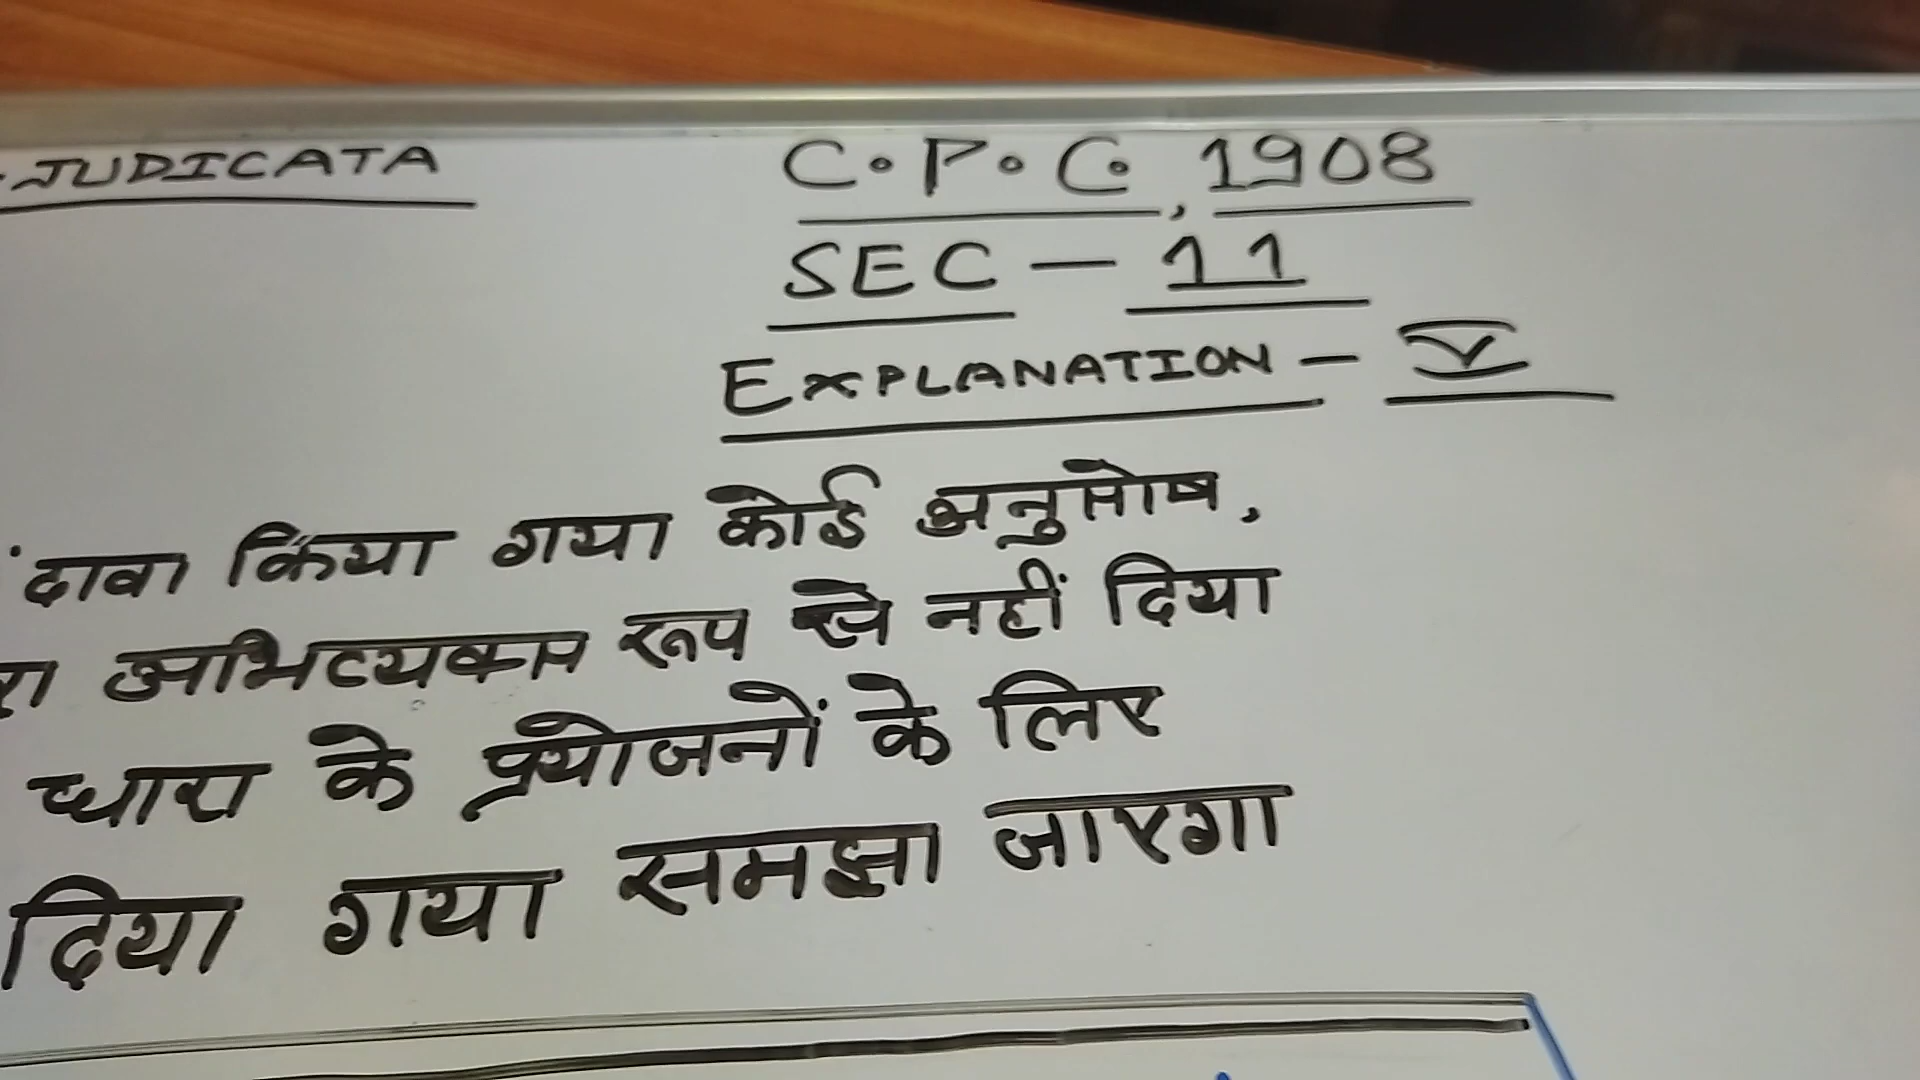 JUDICATA
C.P.C, 1908
SEC - 11
EXPLANATION - V
दावा किया गया कोई अनुतोष,
रा अभिव्यक्त रूप से नहीं दिया
धारा के प्रयोजनों के लिए
दिया गया समझा जाएगा